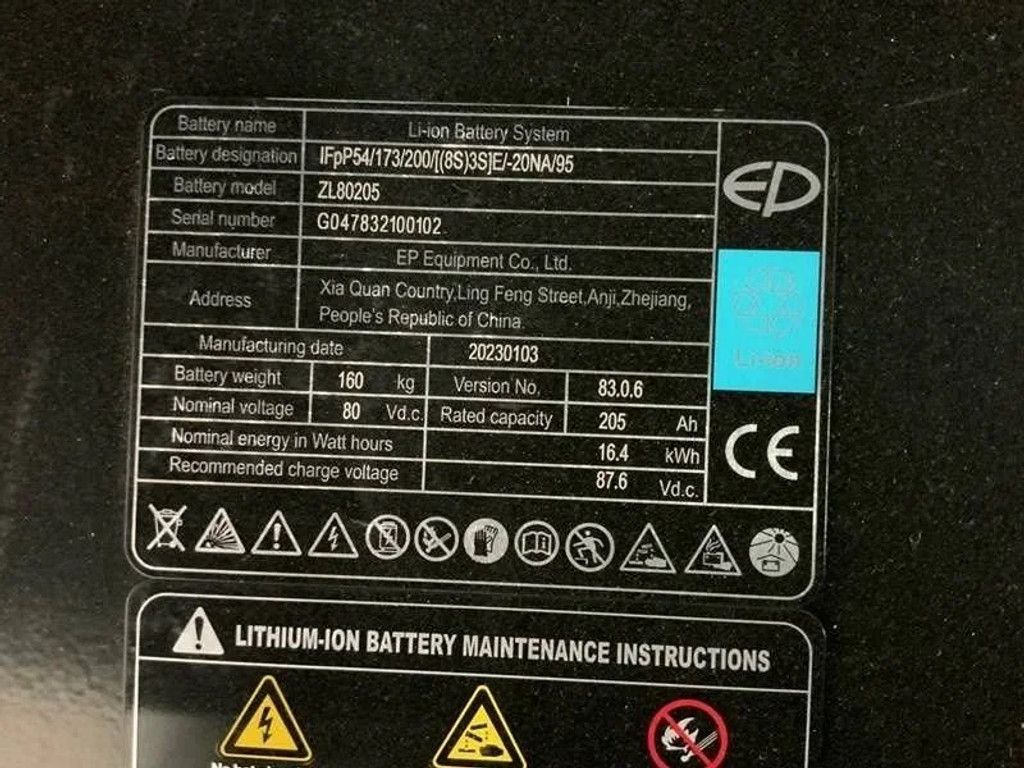 Battery name Li-ion Battery System
Battery designation IFpP54/173/200/[(8S)3S]E/-20NA/95
Battery model ZL80205
Serial number G047832100102
Manufacturer EP Equipment Co., Ltd.
Address Xia Quan Country,Ling Feng Street,Anji,Zhejiang,
People's Republic of China
Manufacturing date 20230103
Battery weight 160 kg Version No. 83.0.6
Nominal voltage 80 Vd.c. Rated capacity 205 Ah
Nominal energy in Watt hours 16.4 kWh
Recommended charge voltage 87.6 Vd.c.
EP
Li-ion
CE
LITHIUM-ION BATTERY MAINTENANCE INSTRUCTIONS